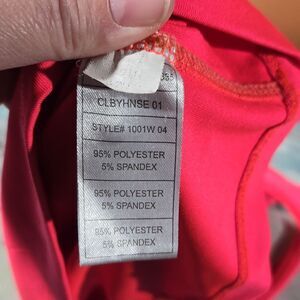 CLBYHNSE 01
STYLE# 1001W 04
95% POLYESTER
5% SPANDEX
95% POLYESTER
5% SPANDEX
95% POLYESTER
5% SPANDEX